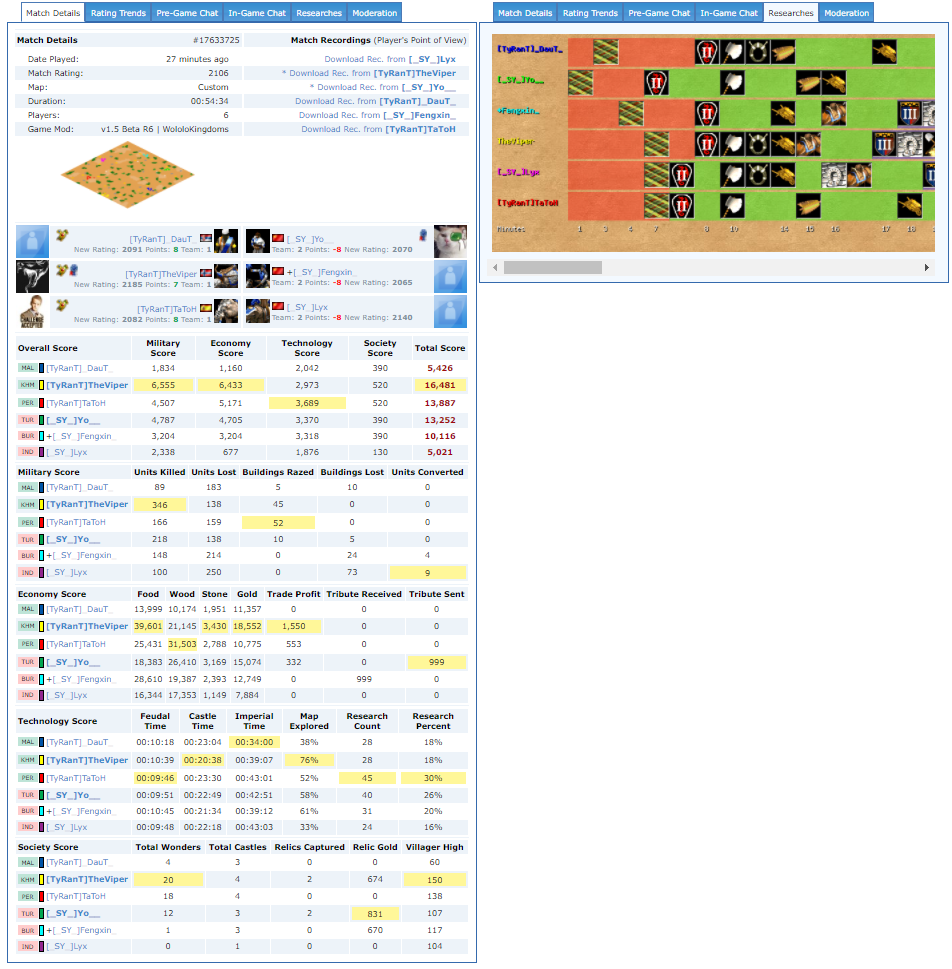 Match Details Rating Trends Pre-Game Chat In-Game Chat Researches Moderation
Match Details #17633725 Match Recordings (Player's Point of View)
Date Played: 27 minutes ago Download Rec. from [_SY_]Lyx
Match Rating: 2106 * Download Rec. from [TyRanT]TheViper
Map: Custom * Download Rec. from [_SY_]Yo__
Duration: 00:54:34 Download Rec. from [TyRanT]_DauT_
Players: 6 Download Rec. from [_SY_]Fengxin_
Game Mod: v1.5 Beta R6 | WololoKingdoms Download Rec. from [TyRanT]TaToH
[TyRanT]_DauT_
New Rating: 2091 Points: 8 Team: 1
[_SY_]Yo__
Team: 2 Points: -8 New Rating: 2070
[TyRanT]TheViper
New Rating: 2185 Points: 7 Team: 1
+[_SY_]Fengxin_
Team: 2 Points: -8 New Rating: 2065
CHALLENGE
ACCEPTED
[TyRanT]TaToH
New Rating: 2082 Points: 8 Team: 1
[_SY_]Lyx
Team: 2 Points: -8 New Rating: 2140
Overall Score Military Score Economy Score Technology Score Society Score Total Score
MAL [TyRanT]_DauT_ 1,834 1,160 2,042 390 5,426
KHM [TyRanT]TheViper 6,555 6,433 2,973 520 16,481
PER [TyRanT]TaToH 4,507 5,171 3,689 520 13,887
TUR [_SY_]Yo__ 4,787 4,705 3,370 390 13,252
BUR +[_SY_]Fengxin_ 3,204 3,204 3,318 390 10,116
IND [_SY_]Lyx 2,338 677 1,876 130 5,021
Military Score Units Killed Units Lost Buildings Razed Buildings Lost Units Converted
MAL [TyRanT]_DauT_ 89 183 5 10 0
KHM [TyRanT]TheViper 346 138 45 0 0
PER [TyRanT]TaToH 166 159 52 0 0
TUR [_SY_]Yo__ 218 138 10 5 0
BUR +[_SY_]Fengxin_ 148 214 0 24 4
IND [_SY_]Lyx 100 250 0 73 9
Economy Score Food Wood Stone Gold Trade Profit Tribute Received Tribute Sent
MAL [TyRanT]_DauT_ 13,999 10,174 1,951 11,357 0 0 0
KHM [TyRanT]TheViper 39,601 21,145 3,430 18,552 1,550 0 0
PER [TyRanT]TaToH 25,431 31,503 2,788 10,775 553 0 0
TUR [_SY_]Yo__ 18,383 26,410 3,169 15,074 332 0 999
BUR +[_SY_]Fengxin_ 28,610 19,387 2,393 12,749 0 999 0
IND [_SY_]Lyx 16,344 17,353 1,149 7,884 0 0 0
Technology Score Feudal Time Castle Time Imperial Time Map Explored Research Count Research Percent
MAL [TyRanT]_DauT_ 00:10:18 00:23:04 00:34:00 38% 28 18%
KHM [TyRanT]TheViper 00:10:39 00:20:38 00:39:07 76% 28 18%
PER [TyRanT]TaToH 00:09:46 00:23:30 00:43:01 52% 45 30%
TUR [_SY_]Yo__ 00:09:51 00:22:49 00:42:51 58% 40 26%
BUR +[_SY_]Fengxin_ 00:10:45 00:21:34 00:39:12 61% 31 20%
IND [_SY_]Lyx 00:09:48 00:22:18 00:43:03 33% 24 16%
Society Score Total Wonders Total Castles Relics Captured Relic Gold Villager High
MAL [TyRanT]_DauT_ 4 3 0 0 60
KHM [TyRanT]TheViper 20 4 2 674 150
PER [TyRanT]TaToH 18 4 0 0 138
TUR [_SY_]Yo__ 12 3 2 831 107
BUR +[_SY_]Fengxin_ 1 3 0 670 117
IND [_SY_]Lyx 0 1 0 0 104
Match Details Rating Trends Pre-Game Chat In-Game Chat Researches Moderation
[TyRanT]_DauT_ II
[_SY_]Yo__ II
+Fengxin_ II III
TheViper II III
[_SY_]Lyx II
[TyRanT]TaToH II
Minutes 1 3 4 7 8 9 10 11 14 15 16 17 18